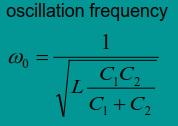 oscillation frequency
ω₀ = 1 / √(L (C₁C₂ / (C₁ + C₂)))